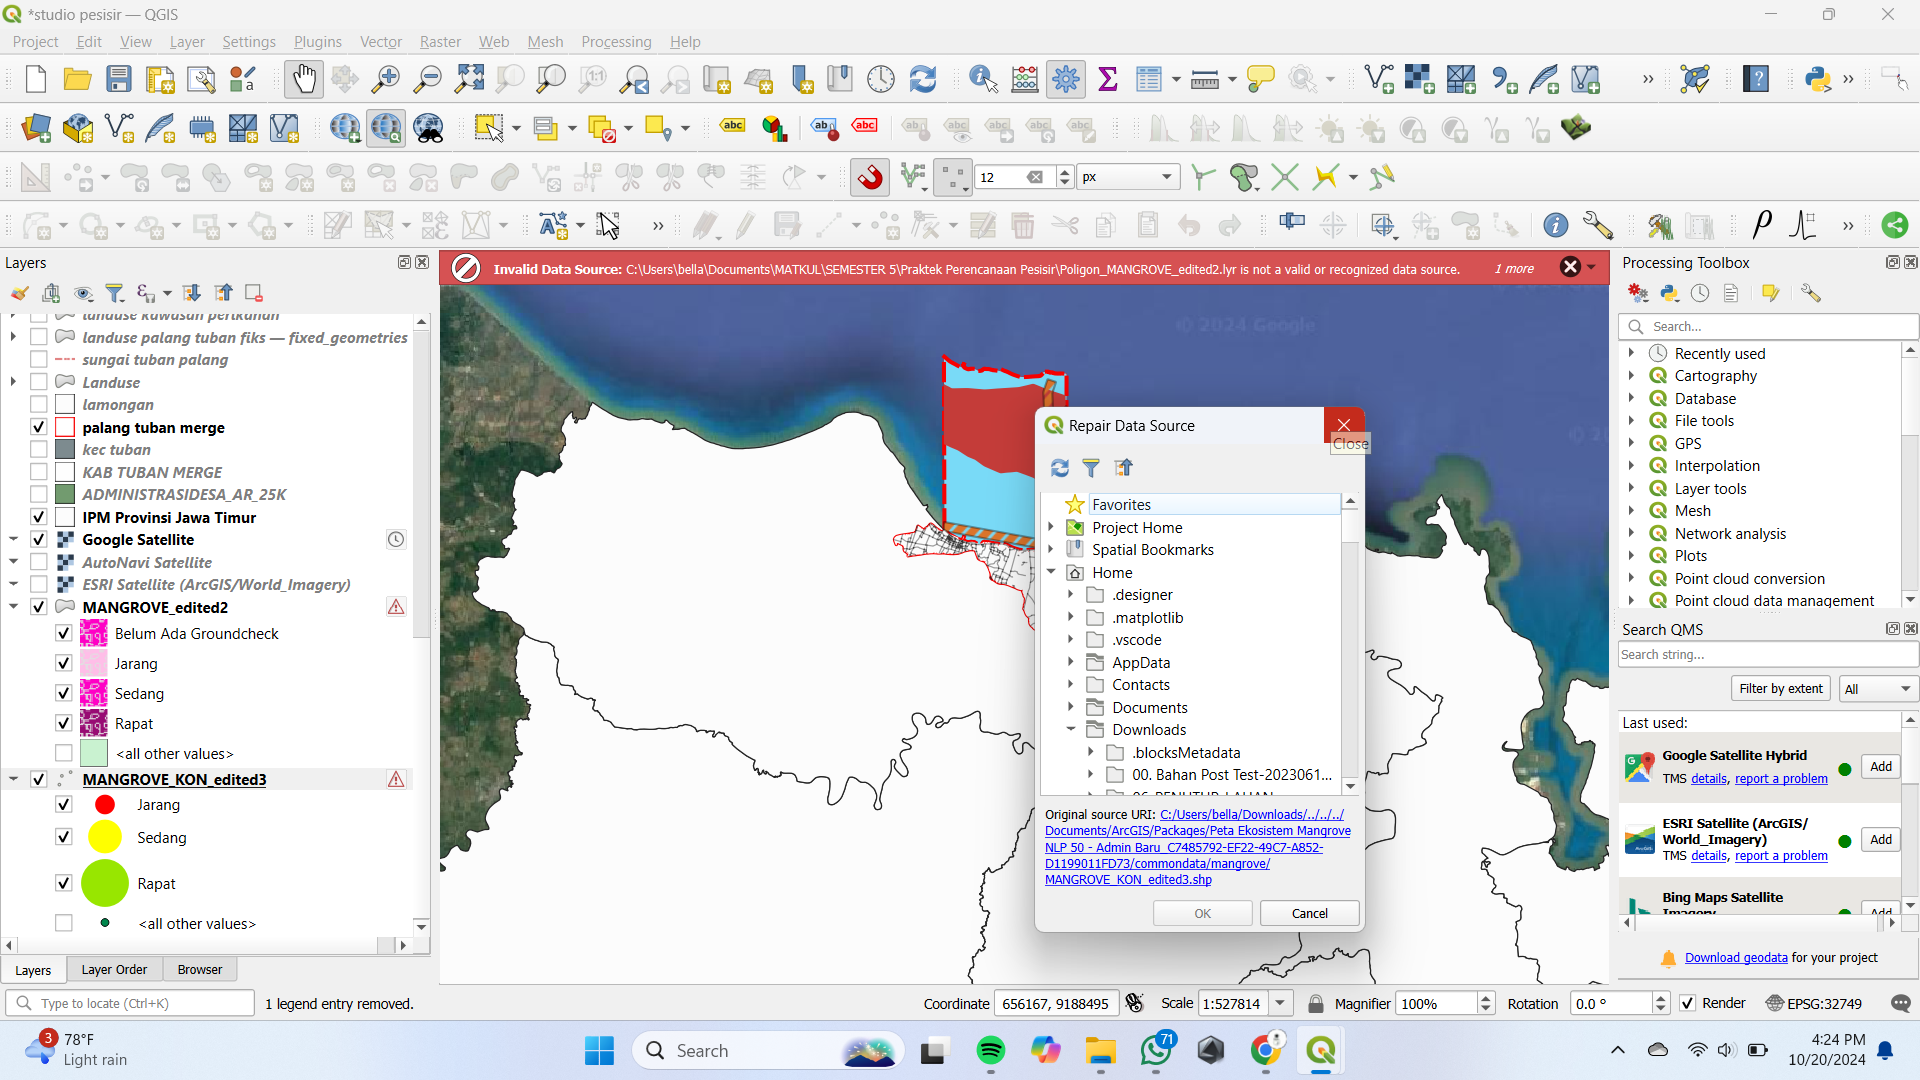 *studio pesisir — QGIS
Project Edit View Layer Settings Plugins Vector Raster Web Mesh Processing Help
12
px
Layers
landuse kawasan perikanan
landuse palang tuban fiks — fixed_geometries
sungai tuban palang
Landuse
lamongan
palang tuban merge
kec tuban
KAB TUBAN MERGE
ADMINISTRASIDESA_AR_25K
IPM Provinsi Jawa Timur
Google Satellite
AutoNavi Satellite
ESRI Satellite (ArcGIS/World_Imagery)
MANGROVE_edited2
Belum Ada Groundcheck
Jarang
Sedang
Rapat
<all other values>
MANGROVE_KON_edited3
Jarang
Sedang
Rapat
<all other values>
Layers Layer Order Browser
Invalid Data Source: C:\Users\bella\Documents\MATKUL\SEMESTER 5\Praktek Perencanaan Pesisir\Poligon_MANGROVE_edited2.lyr is not a valid or recognized data source. 1 more
© 2024 Google
Repair Data Source
Close
Favorites
Project Home
Spatial Bookmarks
Home
.designer
.matplotlib
.vscode
AppData
Contacts
Documents
Downloads
.blocksMetadata
00. Bahan Post Test-2023061...
Original source URI: C:/Users/bella/Downloads/../../../
Documents/ArcGIS/Packages/Peta Ekosistem Mangrove
NLP 50 - Admin Baru_C7485792-EF22-49C7-A852-
D1199011FD73/commondata/mangrove/
MANGROVE_KON_edited3.shp
OK Cancel
Processing Toolbox
Search...
Recently used
Cartography
Database
File tools
GPS
Interpolation
Layer tools
Mesh
Network analysis
Plots
Point cloud conversion
Point cloud data management
Search QMS
Search string...
Filter by extent All
Last used:
Google Satellite Hybrid
TMS details, report a problem
Add
ESRI Satellite (ArcGIS/
World_Imagery)
TMS details, report a problem
Add
Bing Maps Satellite
Imagery
Add
Download geodata for your project
Type to locate (Ctrl+K)
1 legend entry removed.
Coordinate 656167, 9188495
Scale 1:527814
Magnifier 100%
Rotation 0.0 °
Render
EPSG:32749
3
78°F
Light rain
Search
71
4:24 PM
10/20/2024